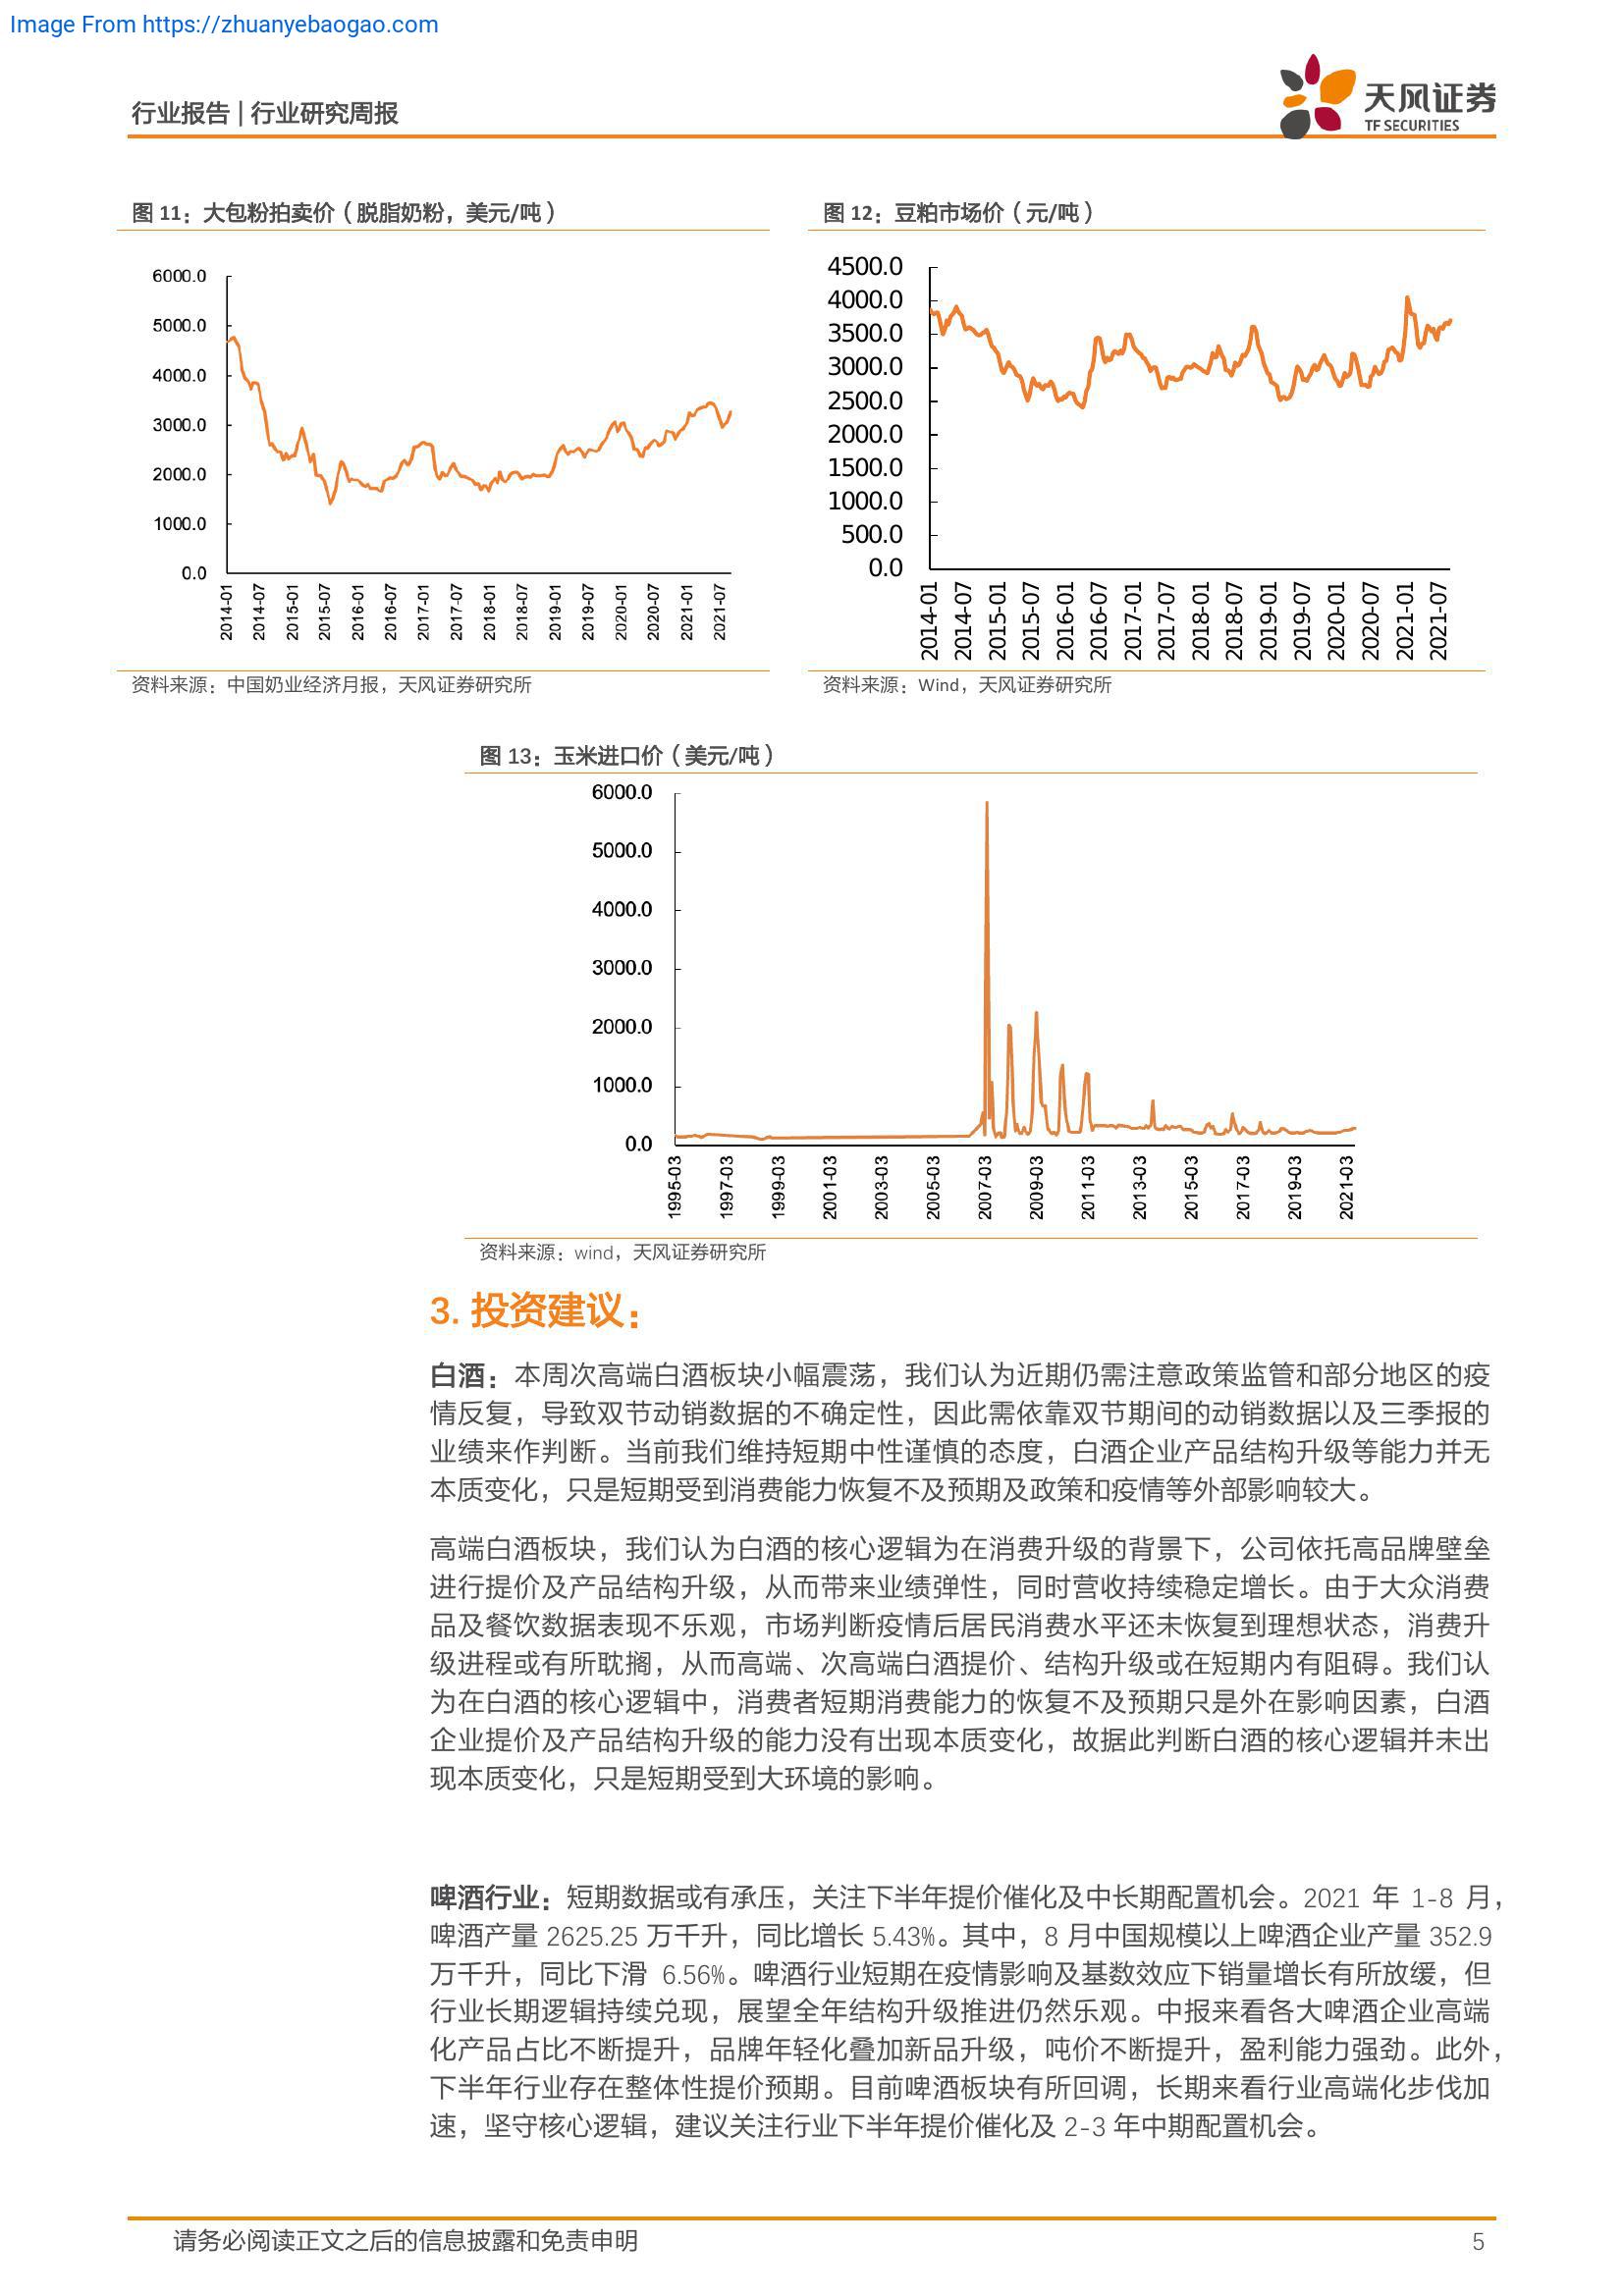 Image From https://zhuanyebaogao.com
行业报告 | 行业研究周报
天风证券
TF SECURITIES
图 11：大包粉拍卖价（脱脂奶粉，美元/吨）
6000.0
5000.0
4000.0
3000.0
2000.0
1000.0
0.0
2014-01
2014-07
2015-01
2015-07
2016-01
2016-07
2017-01
2017-07
2018-01
2018-07
2019-01
2019-07
2020-01
2020-07
2021-01
2021-07
资料来源：中国奶业经济月报，天风证券研究所
图 12：豆粕市场价（元/吨）
4500.0
4000.0
3500.0
3000.0
2500.0
2000.0
1500.0
1000.0
500.0
0.0
2014-01
2014-07
2015-01
2015-07
2016-01
2016-07
2017-01
2017-07
2018-01
2018-07
2019-01
2019-07
2020-01
2020-07
2021-01
2021-07
资料来源：Wind，天风证券研究所
图 13：玉米进口价（美元/吨）
6000.0
5000.0
4000.0
3000.0
2000.0
1000.0
0.0
1995-03
1997-03
1999-03
2001-03
2003-03
2005-03
2007-03
2009-03
2011-03
2013-03
2015-03
2017-03
2019-03
2021-03
资料来源：wind，天风证券研究所
3. 投资建议：
白酒：本周次高端白酒板块小幅震荡，我们认为近期仍需注意政策监管和部分地区的疫
情反复，导致双节动销数据的不确定性，因此需依靠双节期间的动销数据以及三季报的
业绩来作判断。当前我们维持短期中性谨慎的态度，白酒企业产品结构升级等能力并无
本质变化，只是短期受到消费能力恢复不及预期及政策和疫情等外部影响较大。
高端白酒板块，我们认为白酒的核心逻辑为在消费升级的背景下，公司依托高品牌壁垒
进行提价及产品结构升级，从而带来业绩弹性，同时营收持续稳定增长。由于大众消费
品及餐饮数据表现不乐观，市场判断疫情后居民消费水平还未恢复到理想状态，消费升
级进程或有所耽搁，从而高端、次高端白酒提价、结构升级或在短期内有阻碍。我们认
为在白酒的核心逻辑中，消费者短期消费能力的恢复不及预期只是外在影响因素，白酒
企业提价及产品结构升级的能力没有出现本质变化，故据此判断白酒的核心逻辑并未出
现本质变化，只是短期受到大环境的影响。
啤酒行业：短期数据或有承压，关注下半年提价催化及中长期配置机会。2021 年 1-8 月，
啤酒产量 2625.25 万千升，同比增长 5.43%。其中，8 月中国规模以上啤酒企业产量 352.9
万千升，同比下滑 6.56%。啤酒行业短期在疫情影响及基数效应下销量增长有所放缓，但
行业长期逻辑持续兑现，展望全年结构升级推进仍然乐观。中报来看各大啤酒企业高端
化产品占比不断提升，品牌年轻化叠加新品升级，吨价不断提升，盈利能力强劲。此外，
下半年行业存在整体性提价预期。目前啤酒板块有所回调，长期来看行业高端化步伐加
速，坚守核心逻辑，建议关注行业下半年提价催化及 2-3 年中期配置机会。
请务必阅读正文之后的信息披露和免责申明
5